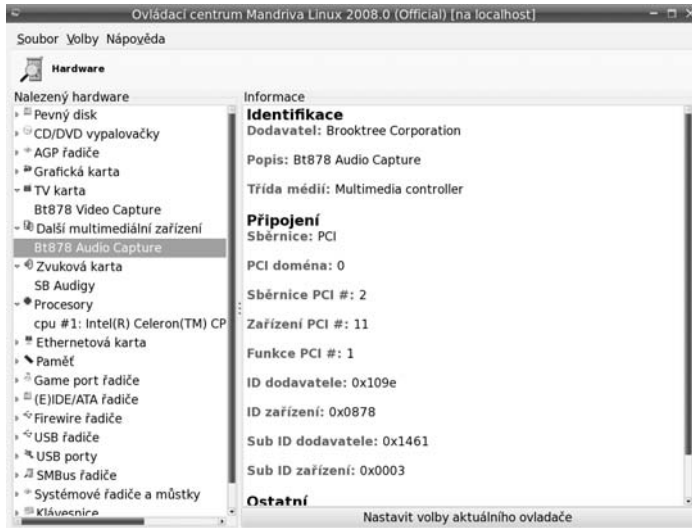 Ovládací centrum Mandriva Linux 2008.0 (Official) [na localhost]
Soubor Volby Nápověda
Hardware
Nalezený hardware
Pevný disk
CD/DVD vypalovačky
AGP řadiče
Grafická karta
TV karta
Bt878 Video Capture
Další multimediální zařízení
Bt878 Audio Capture
Zvuková karta
SB Audigy
Procesory
cpu #1: Intel(R) Celeron(TM) CP
Ethernetová karta
Paměť
Game port řadiče
(E)IDE/ATA řadiče
Firewire řadiče
USB řadiče
USB porty
SMBus řadiče
Systémové řadiče a můstky
Klávesnice
Informace
Identifikace
Dodavatel: Brooktree Corporation
Popis: Bt878 Audio Capture
Třída médií: Multimedia controller
Připojení
Sběrnice: PCI
PCI doména: 0
Sběrnice PCI #: 2
Zařízení PCI #: 11
Funkce PCI #: 1
ID dodavatele: 0x109e
ID zařízení: 0x0878
Sub ID dodavatele: 0x1461
Sub ID zařízení: 0x0003
Ostatní
Nastavit volby aktuálního ovladače